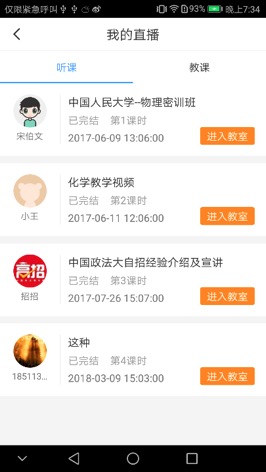 仅限紧急呼叫
53%
晚上7:34
我的直播
听课
教课
中国人民大学--物理密训班
已完结 第1课时
宋伯文
2017-06-09 13:06:00
进入教室
化学教学视频
已完结 第1课时
小王
2017-06-11 12:06:00
进入教室
高招
中国政法大自招经验介绍及宣讲
已完结 第3课时
招招
2017-07-26 15:07:00
进入教室
这种
已完结 第4课时
185113...
2018-03-09 15:03:00
进入教室